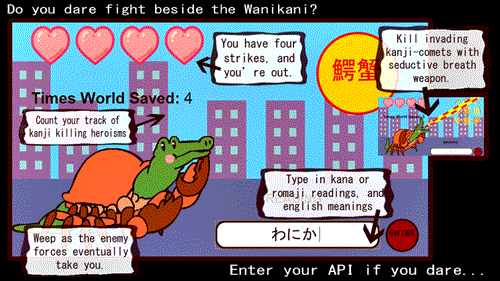 Do you dare fight beside the Wanikani?
You have four
strikes, and
you're out.
鰐蟹
Kill invading
kanji-comets with
seductive breath
weapon.
Times World Saved: 4
Count your track of
kanji killing heroisms
Type in kana or
romaji readings, and
english meanings
わにか
ENTER
Weep as the enemy
forces eventually
take you.
Enter your API if you dare...